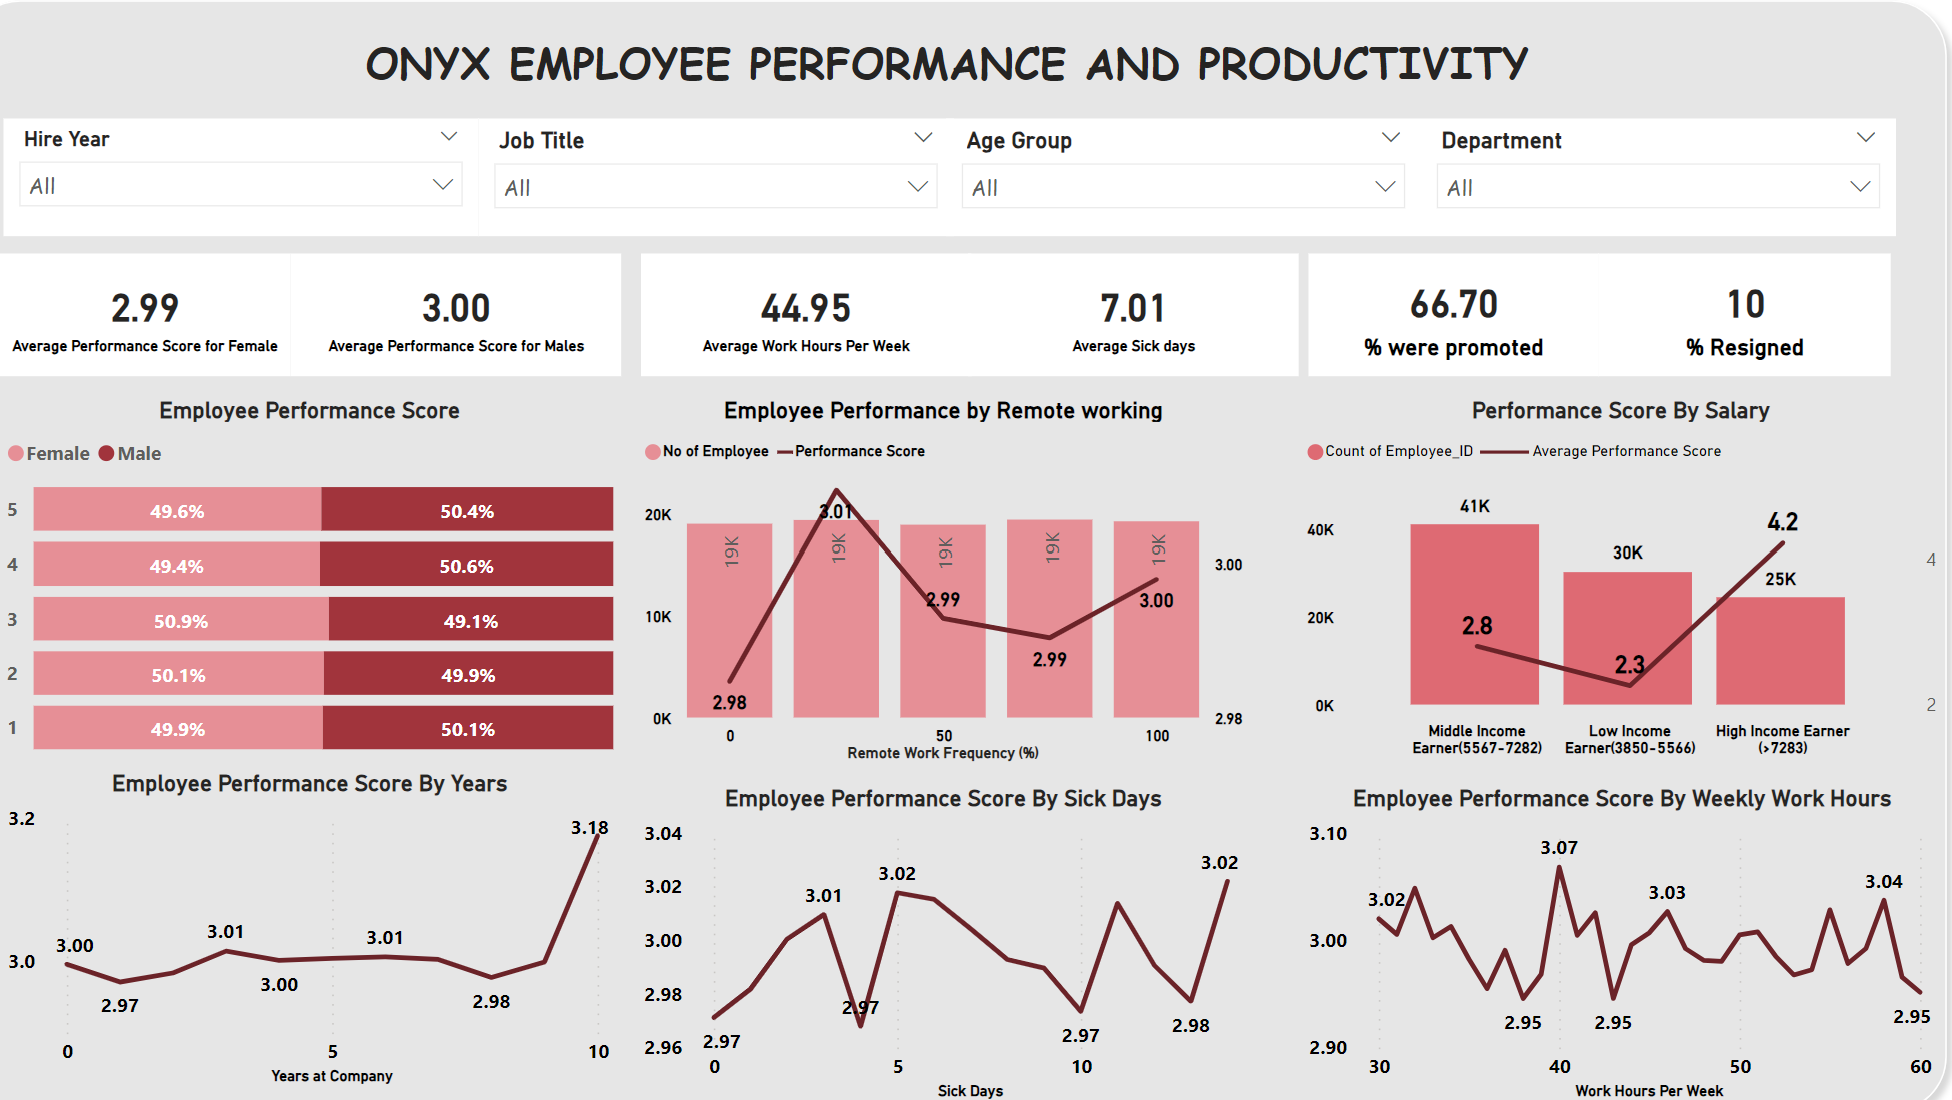 ONYX EMPLOYEE PERFORMANCE AND PRODUCTIVITY
Hire Year
All
Job Title
All
Age Group
All
Department
All
2.99
Average Performance Score for Female
3.00
Average Performance Score for Males
44.95
Average Work Hours Per Week
7.01
Average Sick days
66.70
% were promoted
10
% Resigned
Employee Performance Score
Female Male
5 49.6% 50.4%
4 49.4% 50.6%
3 50.9% 49.1%
2 50.1% 49.9%
1 49.9% 50.1%
Employee Performance by Remote working
No of Employee Performance Score
20K
10K
0K
19K
19K
19K
19K
19K
2.98
3.01
2.99
2.99
3.00
3.00
2.98
0 50 100
Remote Work Frequency (%)
Performance Score By Salary
Count of Employee_ID Average Performance Score
40K
20K
0K
41K
30K
25K
2.8
2.3
4.2
4
2
Middle Income
Earner(5567-7282)
Low Income
Earner(3850-5566)
High Income Earner
(>7283)
Employee Performance Score By Years
3.2
3.0
3.00
2.97
3.01
3.00
3.01
2.98
3.18
0 5 10
Years at Company
Employee Performance Score By Sick Days
3.04
3.02
3.00
2.98
2.96
2.97
3.01
2.97
3.02
2.97
2.98
3.02
0 5 10
Sick Days
Employee Performance Score By Weekly Work Hours
3.10
3.00
2.90
3.02
2.95
3.07
2.95
3.03
3.04
2.95
30 40 50 60
Work Hours Per Week